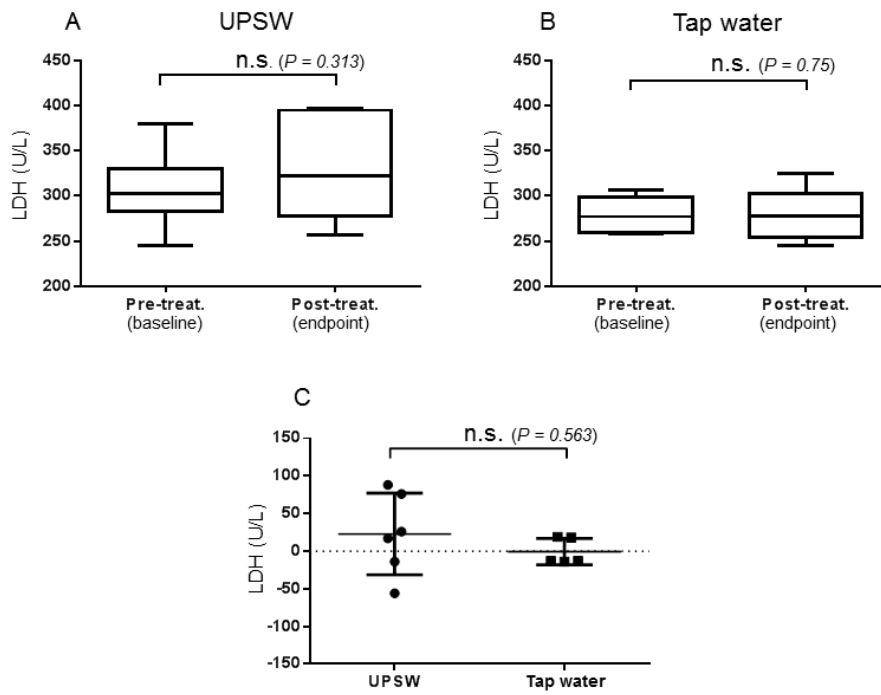 A
UPSW
n.s. (P = 0.313)
LDH (U/L)
450
400
350
300
250
200
Pre-treat.
(baseline)
Post-treat.
(endpoint)
B
Tap water
n.s. (P = 0.75)
LDH (U/L)
450
400
350
300
250
200
Pre-treat.
(baseline)
Post-treat.
(endpoint)
C
n.s. (P = 0.563)
LDH (U/L)
150
100
50
0
-50
-100
-150
UPSW
Tap water